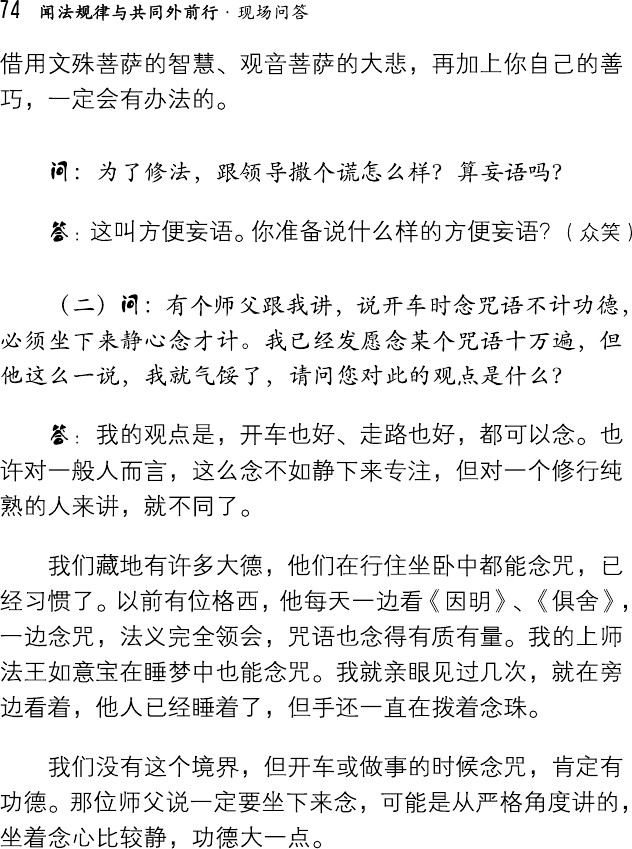 74 闻法规律与共同外前行·现场问答
借用文殊菩萨的智慧、观音菩萨的大悲，再加上你自己的善
巧，一定会有办法的。
问：为了修法，跟领导撒个谎怎么样？算妄语吗？
答：这叫方便妄语。你准备说什么样的方便妄语？（众笑）
（二）问：有个师父跟我讲，说开车时念咒语不计功德，
必须坐下来静心念才计。我已经发愿念某个咒语十万遍，但
他这么一说，我就气馁了，请问您对此的观点是什么？
答：我的观点是，开车也好、走路也好，都可以念。也
许对一般人而言，这么念不如静下来专注，但对一个修行纯
熟的人来讲，就不同了。
我们藏地有许多大德，他们在行住坐卧中都能念咒，已
经习惯了。以前有位格西，他每天一边看《因明》、《俱舍》，
一边念咒，法义完全领会，咒语也念得有质有量。我的上师
法王如意宝在睡梦中也能念咒。我就亲眼见过几次，就在旁
边看着，他人已经睡着了，但手还一直在拨着念珠。
我们没有这个境界，但开车或做事的时候念咒，肯定有
功德。那位师父说一定要坐下来念，可能是从严格角度讲的，
坐着念心比较静，功德大一点。